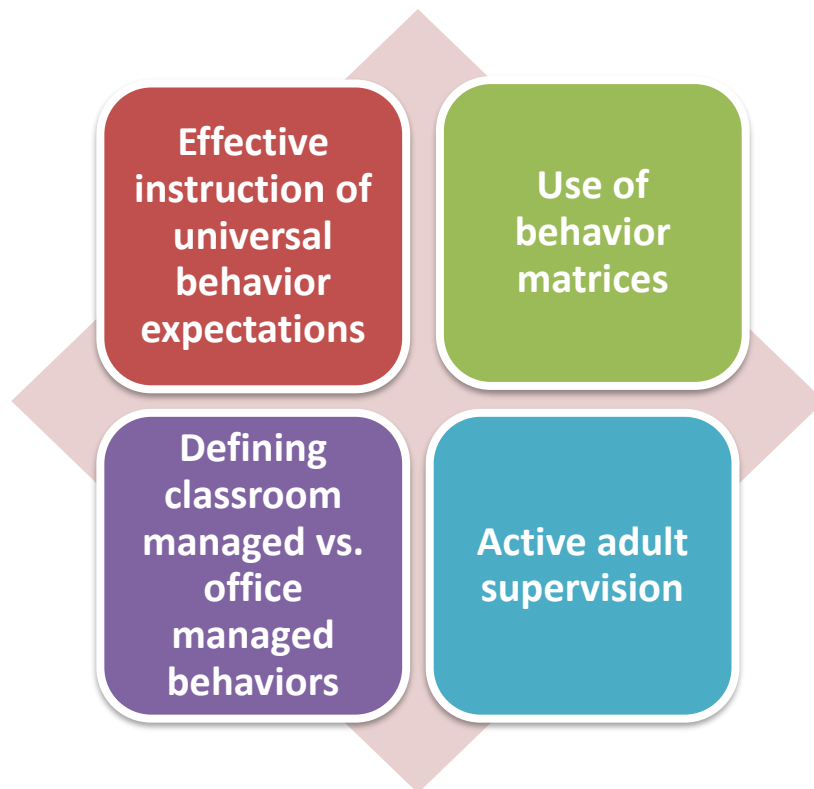 Effective
instruction of
universal
behavior
expectations
Use of
behavior
matrices
Defining
classroom
managed vs.
office
managed
behaviors
Active adult
supervision